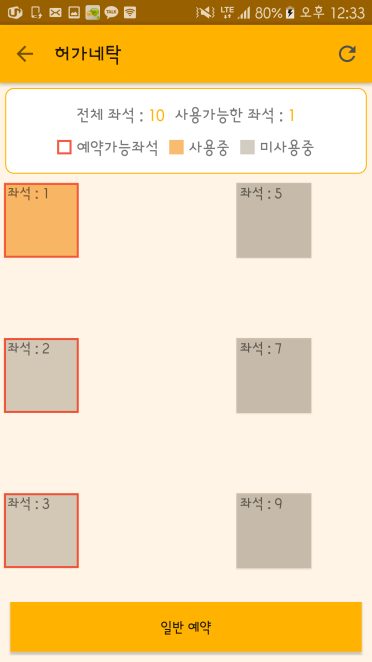 LTE 80% 오후 12:33
허가네탁
전체 좌석 : 10 사용가능한 좌석 : 1
예약가능좌석 사용중 미사용중
좌석 : 1 좌석 : 5
좌석 : 2 좌석 : 7
좌석 : 3 좌석 : 9
일반 예약